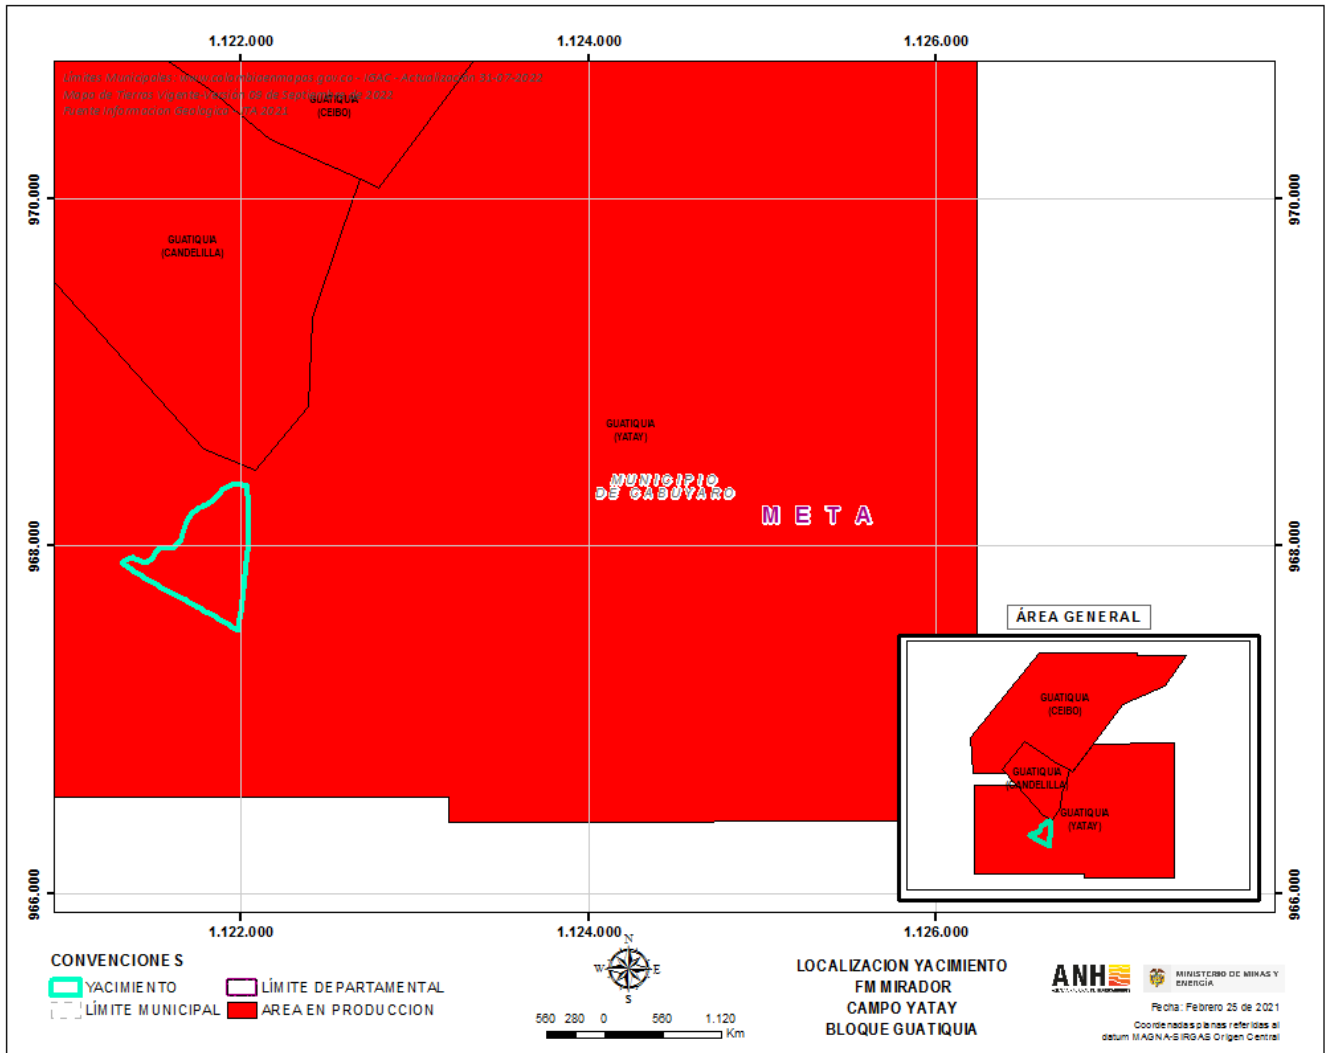 1.122.000 1.124.000 1.126.000
Límites Municipales: www.colombiaenmapas.gov.co - IGAC - Actualización 31-07-2022
Mapa de Tierras Vigente Versión 09 de Septiembre de 2022
Fuente Información Geológica - 2021
GUATIQUIA
(CEIBO)
970.000 970.000
GUATIQUIA
(CANDELILLA)
GUATIQUIA
(YATAY)
MUNICIPIO
DE CABUYARO
META
968.000 968.000
ÁREA GENERAL
GUATIQUIA
(CEIBO)
GUATIQUIA
(CANDELILLA)
GUATIQUIA
(YATAY)
966.000 966.000
1.122.000 1.124.000 1.126.000
CONVENCIONES
YACIMIENTO
LÍMITE DEPARTAMENTAL
LÍMITE MUNICIPAL
AREA EN PRODUCCION
N
W E
S
560 280 0 560 1.120
Km
LOCALIZACION YACIMIENTO
FM MIRADOR
CAMPO YATAY
BLOQUE GUATIQUIA
ANH
MINISTERIO DE MINAS Y
ENERGÍA
Fecha: Febrero 25 de 2021
Coordenadas planas referidas al
datum MAGNA-SIRGAS Origen Central